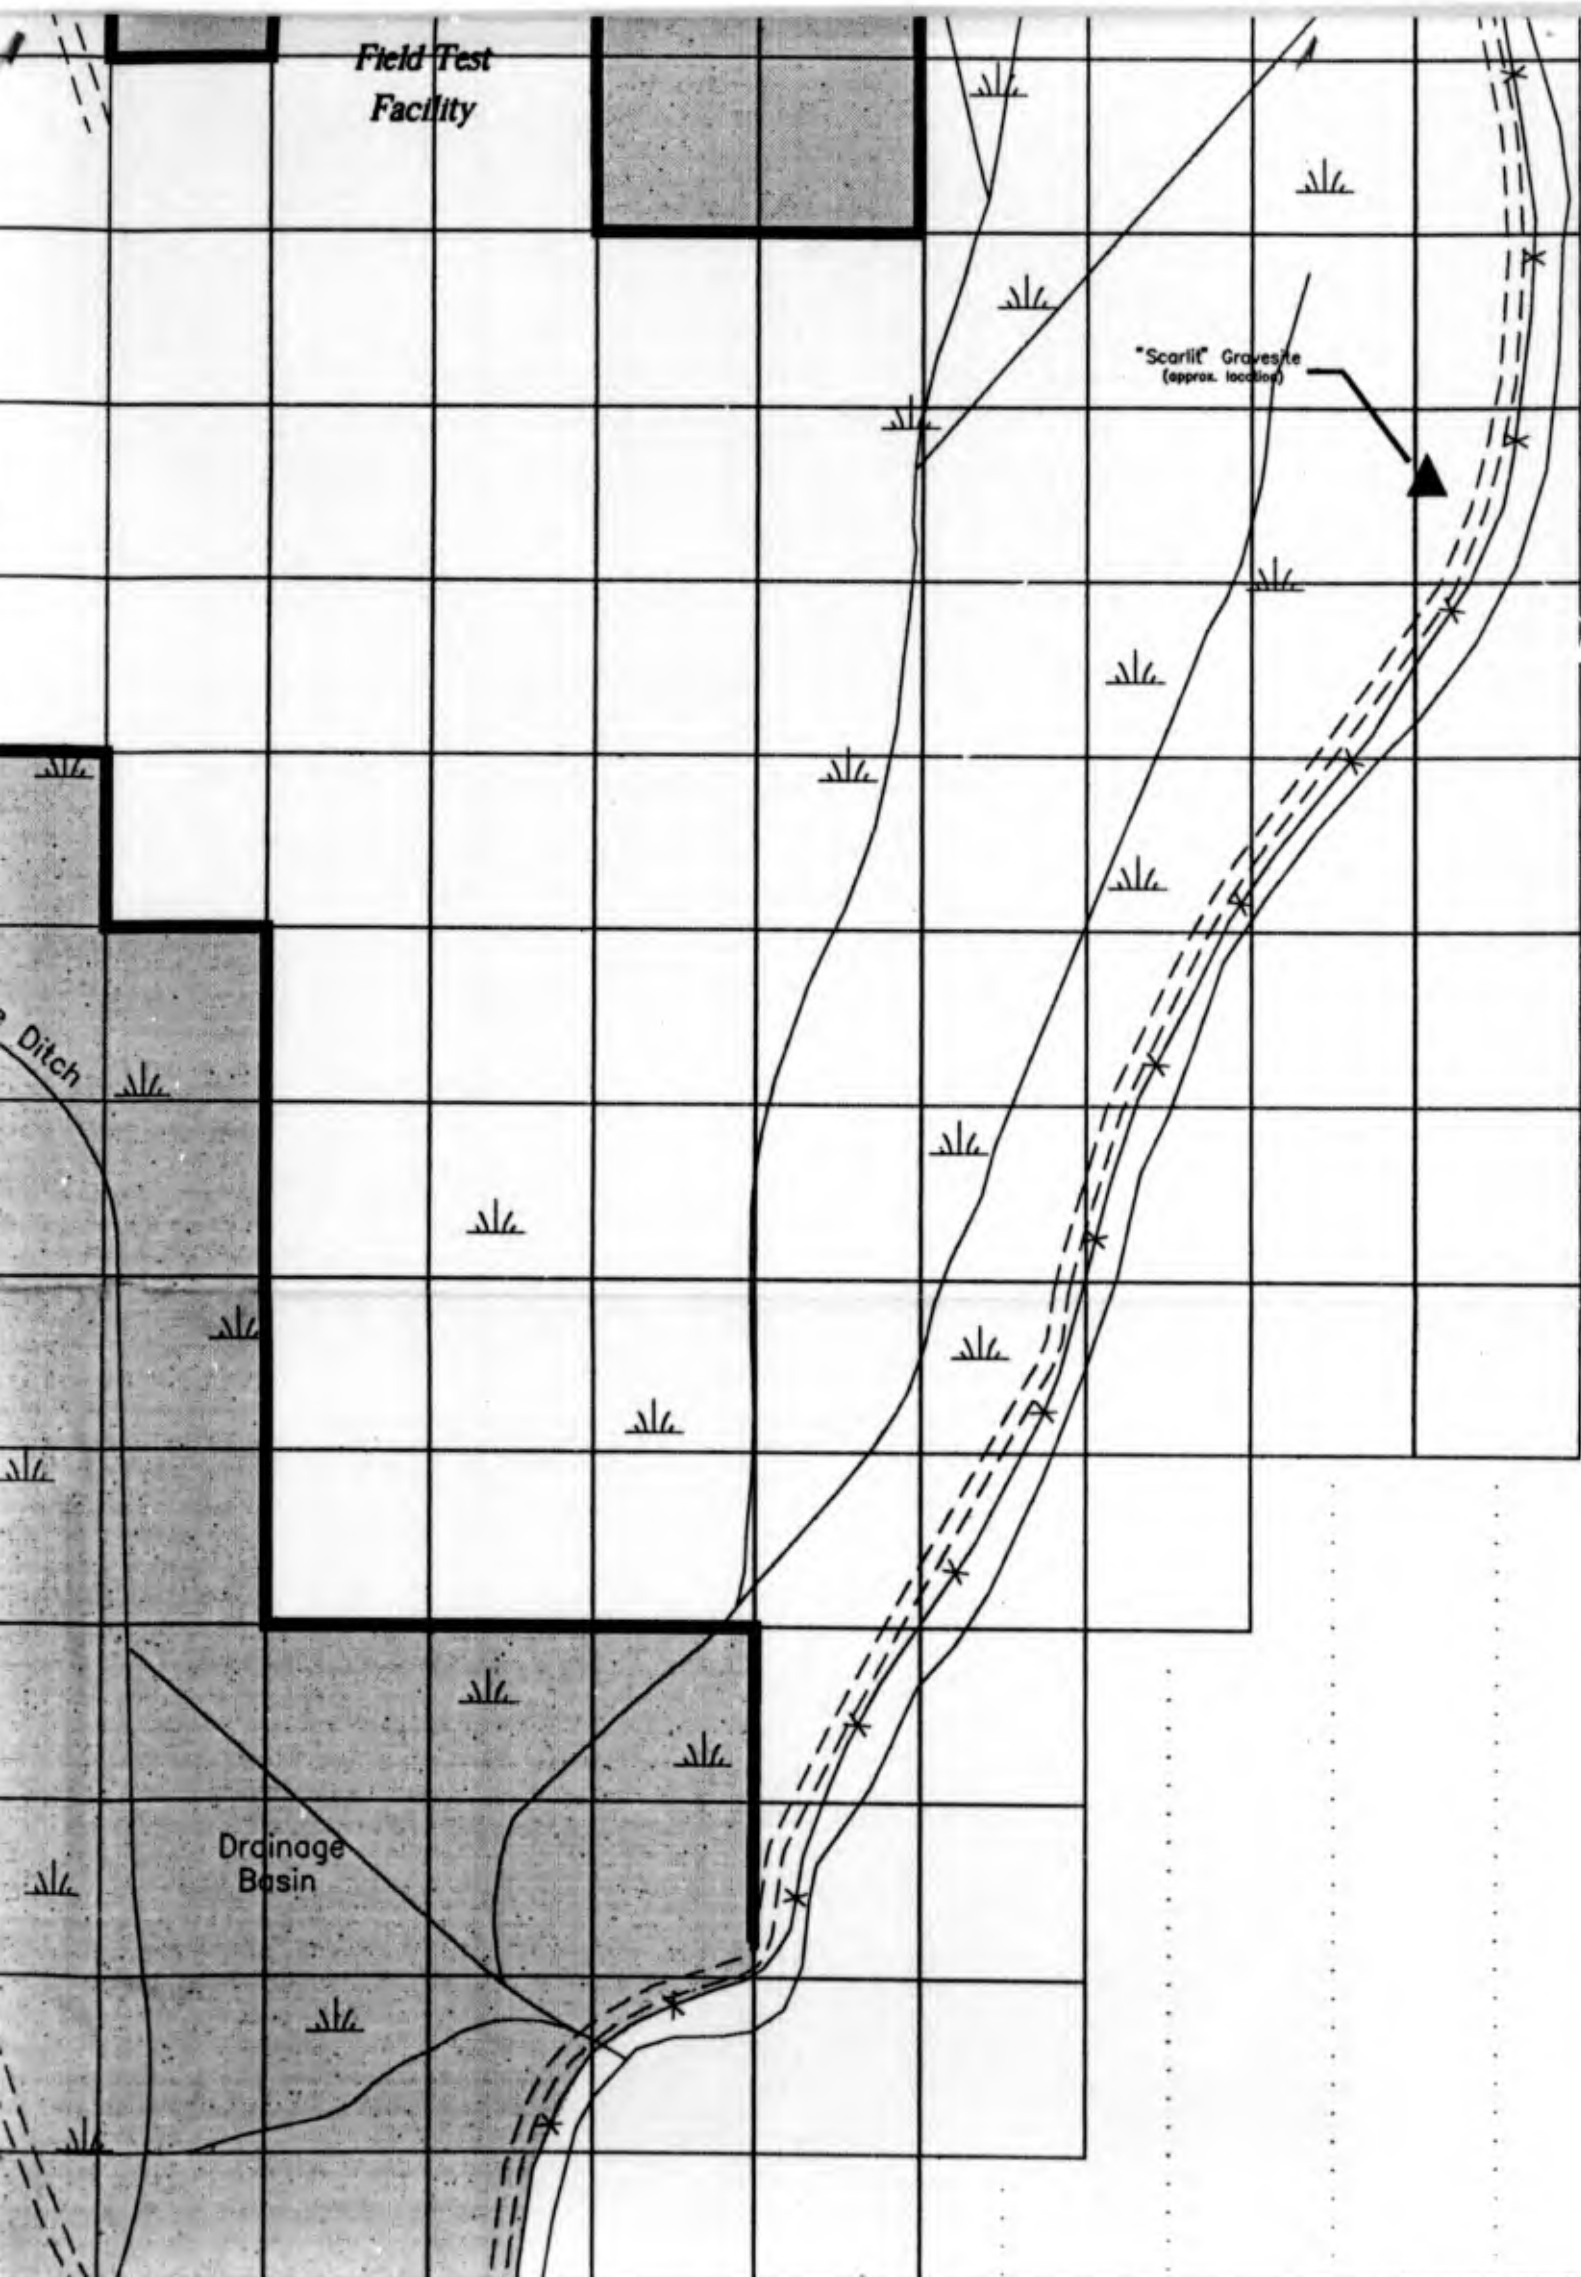 Field Test
Facility
"Scarlit" Gravesite
(approx. location)
Ditch
Drainage
Basin